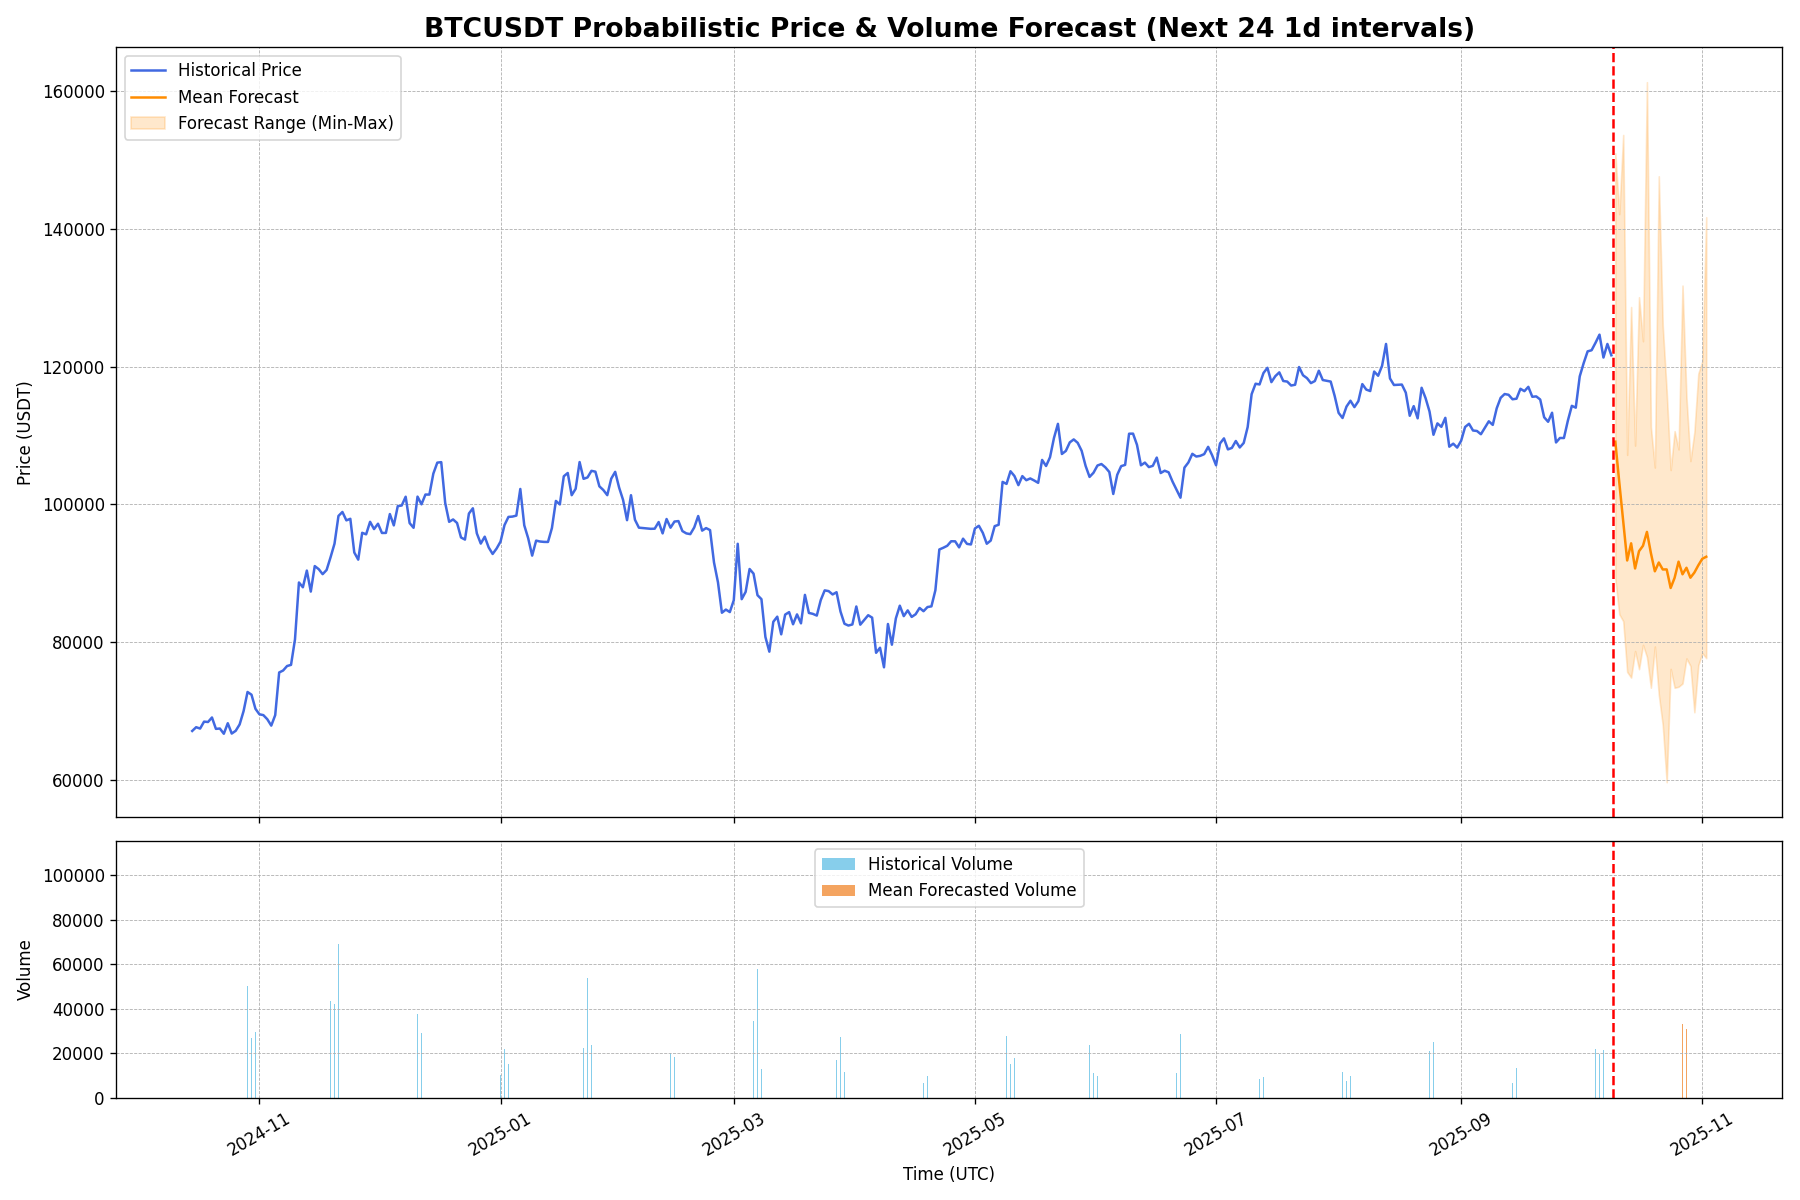 BTCUSDT Probabilistic Price & Volume Forecast (Next 24 1d intervals)
Historical Price
Mean Forecast
Forecast Range (Min-Max)
160000
140000
120000
100000
80000
60000
Price (USDT)
Historical Volume
Mean Forecasted Volume
100000
80000
60000
40000
20000
0
Volume
2024-11
2025-01
2025-03
2025-05
2025-07
2025-09
2025-11
Time (UTC)